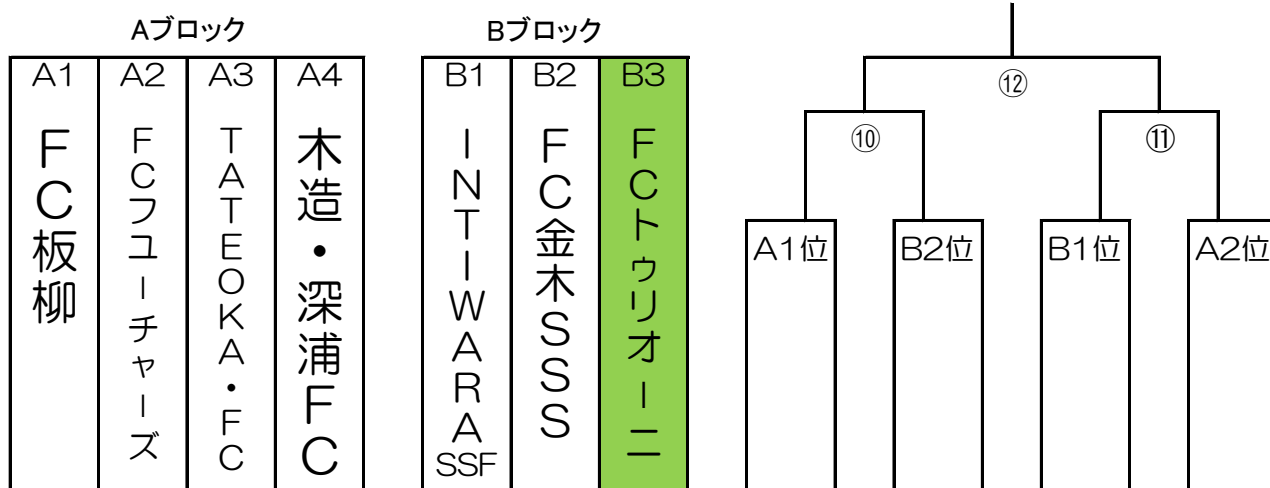 Aブロック
A1
FC板柳
A2
FCフューチャーズ
A3
TATEOKA・FC
A4
木造・深浦FC
Bブロック
B1
INTIWARA
SSF
B2
FC金木SSS
B3
FCトゥリオーニ
⑫
⑩
⑪
A1位
B2位
B1位
A2位